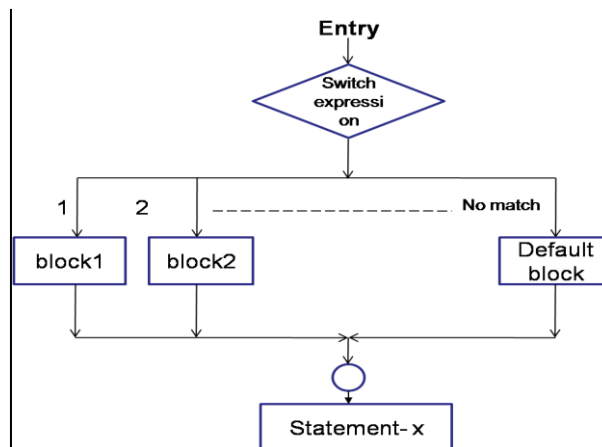 Entry
Switch
expressi
on
1
2
No match
block1
block2
Default
block
Statement- x